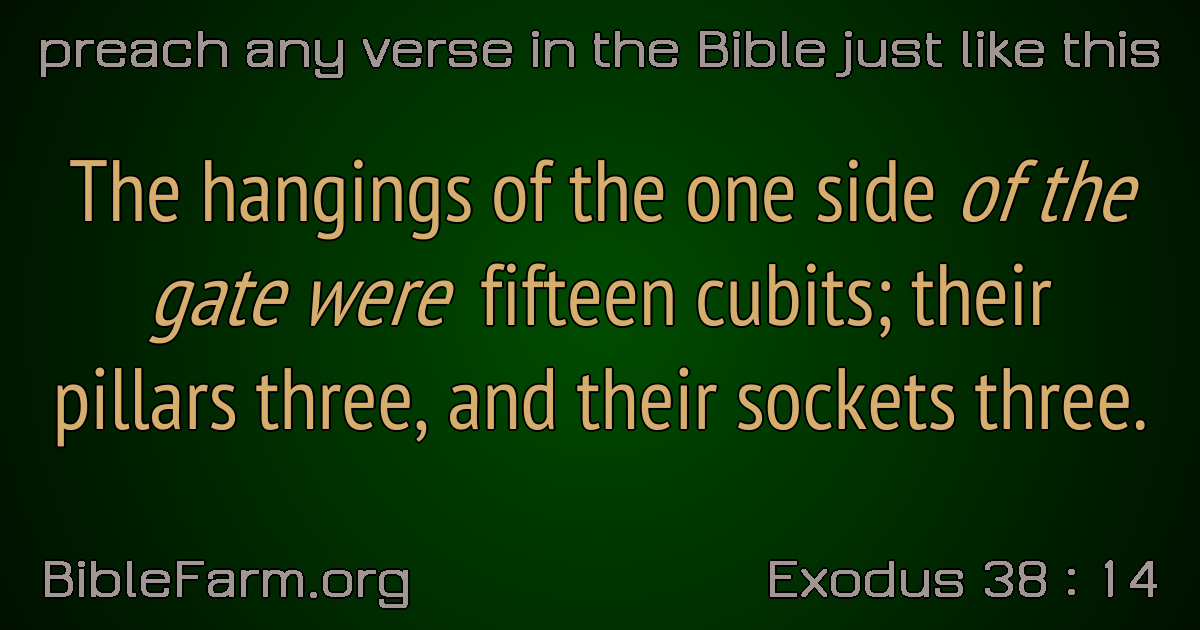 preach any verse in the Bible just like this
The hangings of the one side of the
gate were fifteen cubits; their
pillars three, and their sockets three.
BibleFarm.org
Exodus 38 : 14